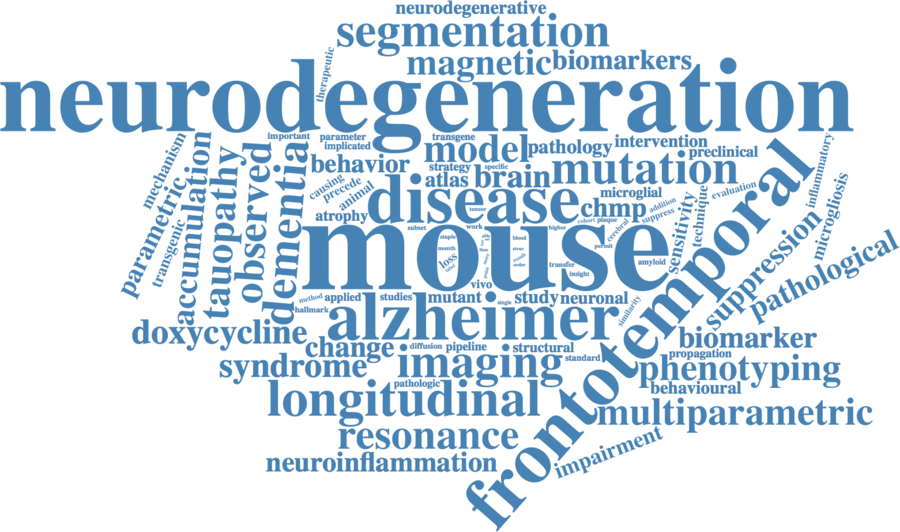 neurodegenerative
segmentation
therapeutic
magnetic
biomarkers
neurodegeneration
important
parameter
implicated
transgene
model
pathology
intervention
preclinical
mechanism
parametric
transgenic
accumulation
tauopathy
observed
dementia
behavior
strategy
specific
atlas
brain
mutation
causing
precede
animal
disease
microglial
evaluation
inflammatory
atrophy
chmp
addition
suppress
sensitivity
technique
microgliosis
tensor
cohort
plaque
cerebral
subset
work
higher
mouse
staple
month
loss
label
blood
stress
result
order
permit
transfer
insight
amyloid
vivo
frontotemporal
suppression
pathological
method
applied
studies
mutant
single
study
neuronal
similarity
hallmark
alzheimer
doxycycline
change
diffusion
pipeline
structural
standard
biomarker
propagation
syndrome
imaging
phenotyping
pathologic
behavioural
longitudinal
multiparametric
resonance
impairment
neuroinflammation